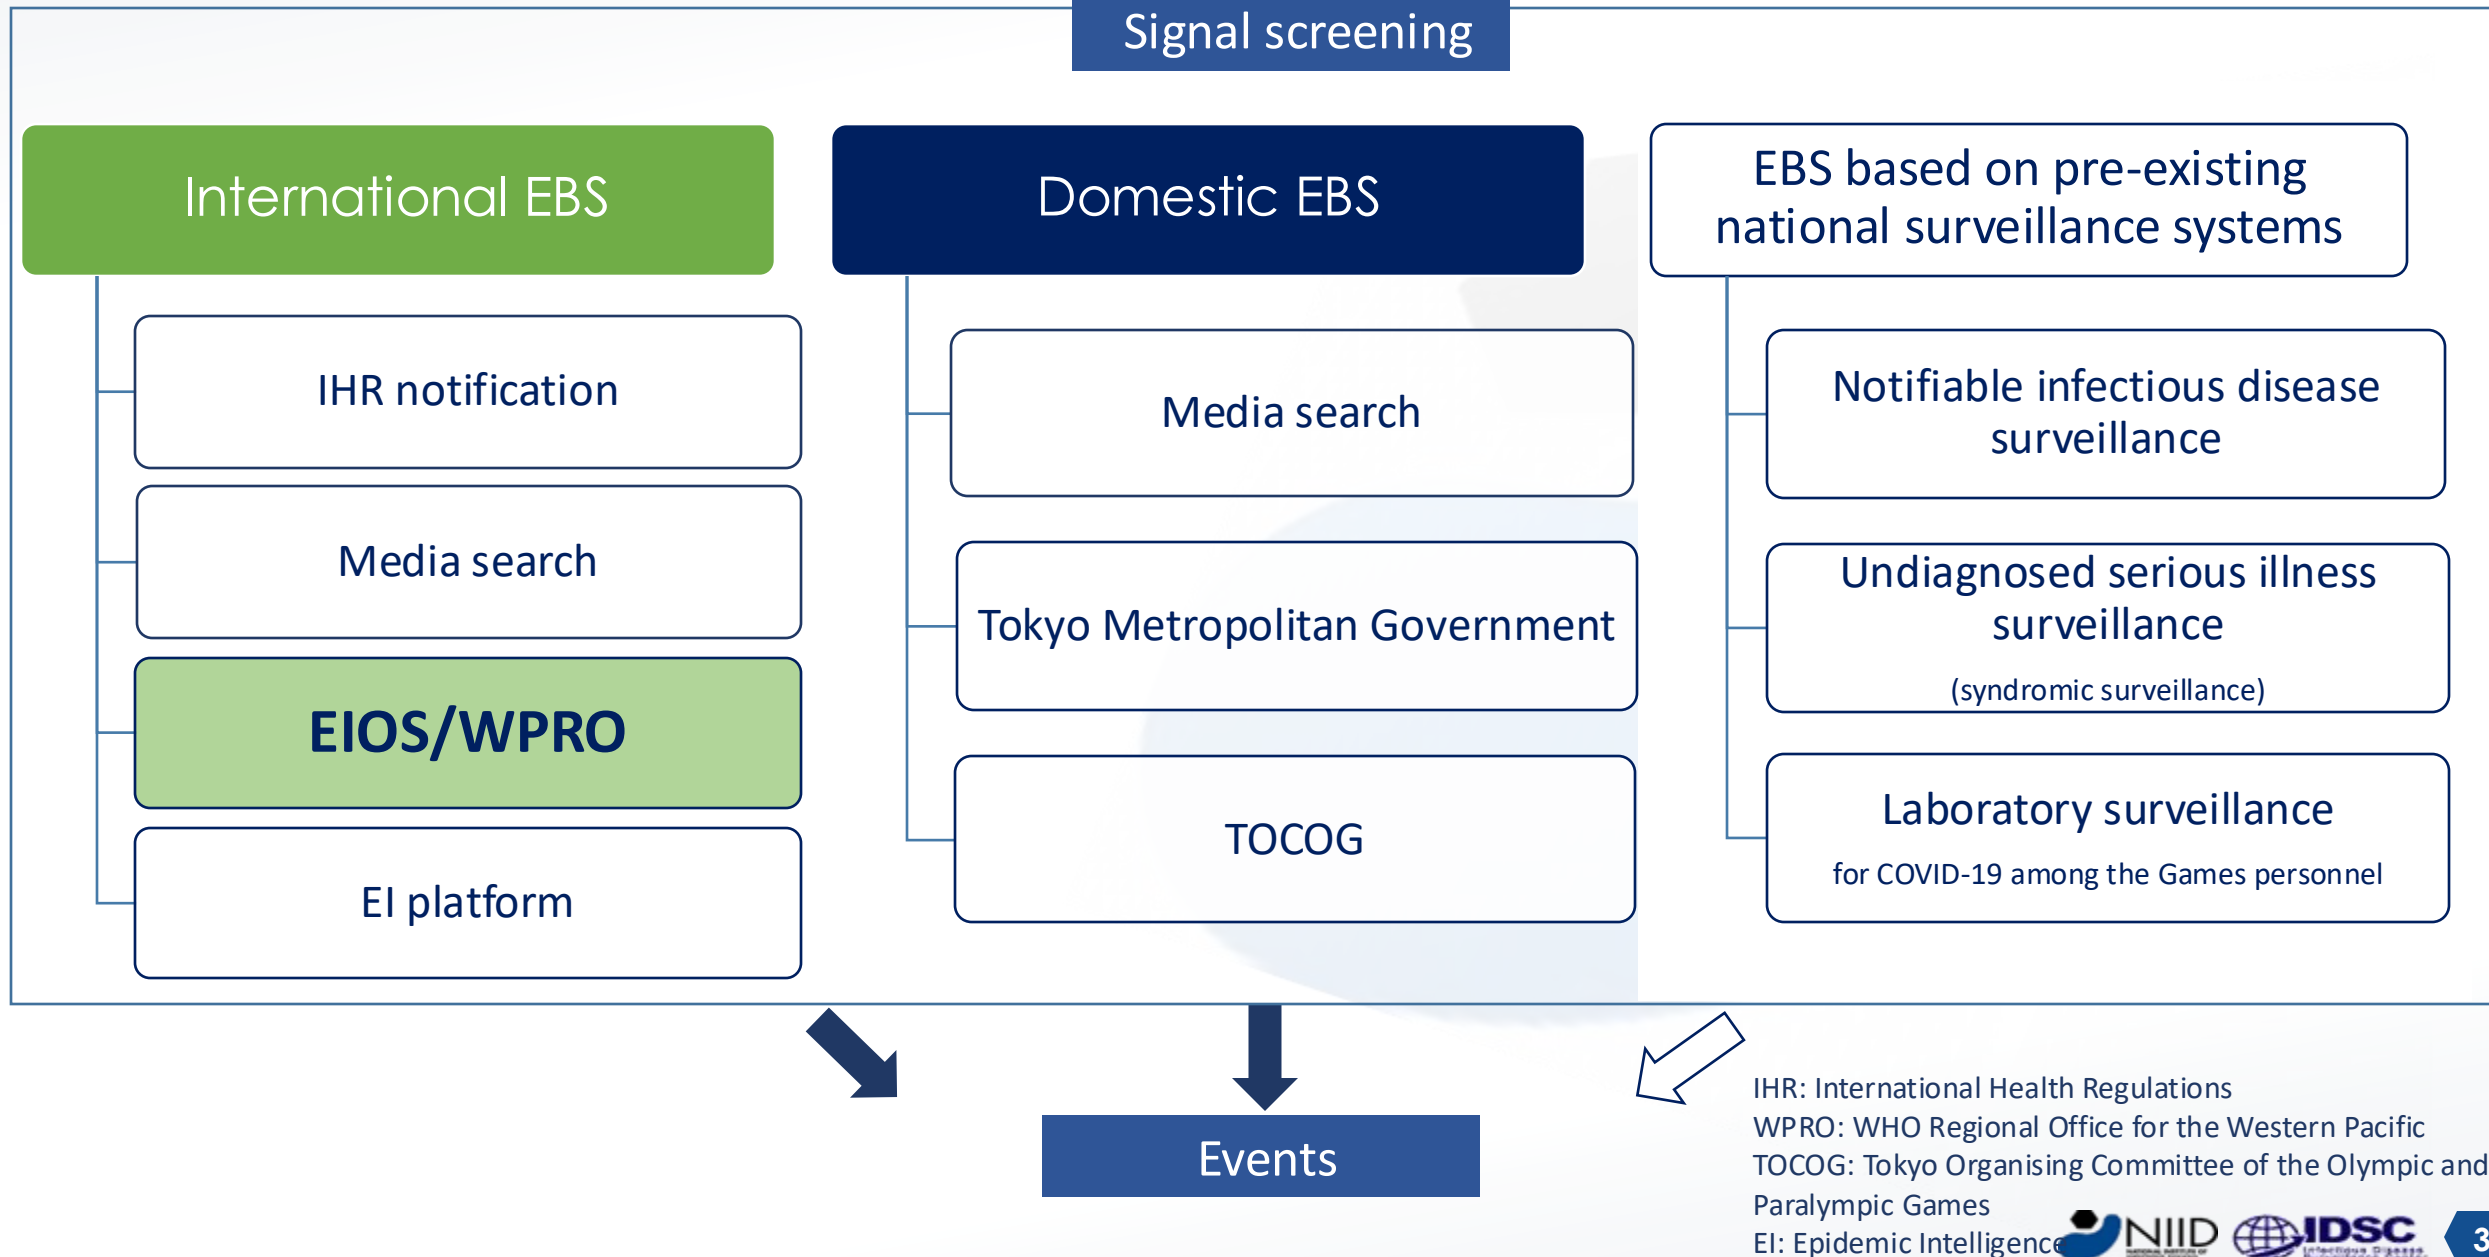 Signal screening
International EBS
IHR notification
Media search
EIOS/WPRO
EI platform
Domestic EBS
Media search
Tokyo Metropolitan Government
TOCOG
EBS based on pre-existing
national surveillance systems
Notifiable infectious disease
surveillance
Undiagnosed serious illness
surveillance
(syndromic surveillance)
Laboratory surveillance
for COVID-19 among the Games personnel
Events
IHR: International Health Regulations
WPRO: WHO Regional Office for the Western Pacific
TOCOG: Tokyo Organising Committee of the Olympic and
Paralympic Games
EI: Epidemic Intelligence
NIID
IDSC
3